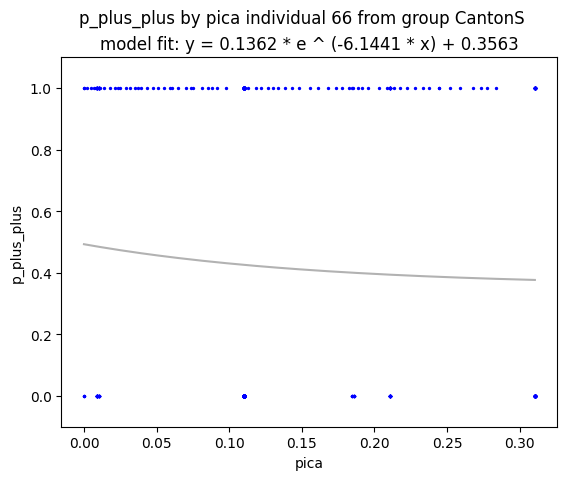 p_plus_plus by pica individual 66 from group CantonS
model fit: y = 0.1362 * e ^ (-6.1441 * x) + 0.3563
1.0
0.8
0.6
0.4
0.2
0.0
p_plus_plus
0.00 0.05 0.10 0.15 0.20 0.25 0.30
pica